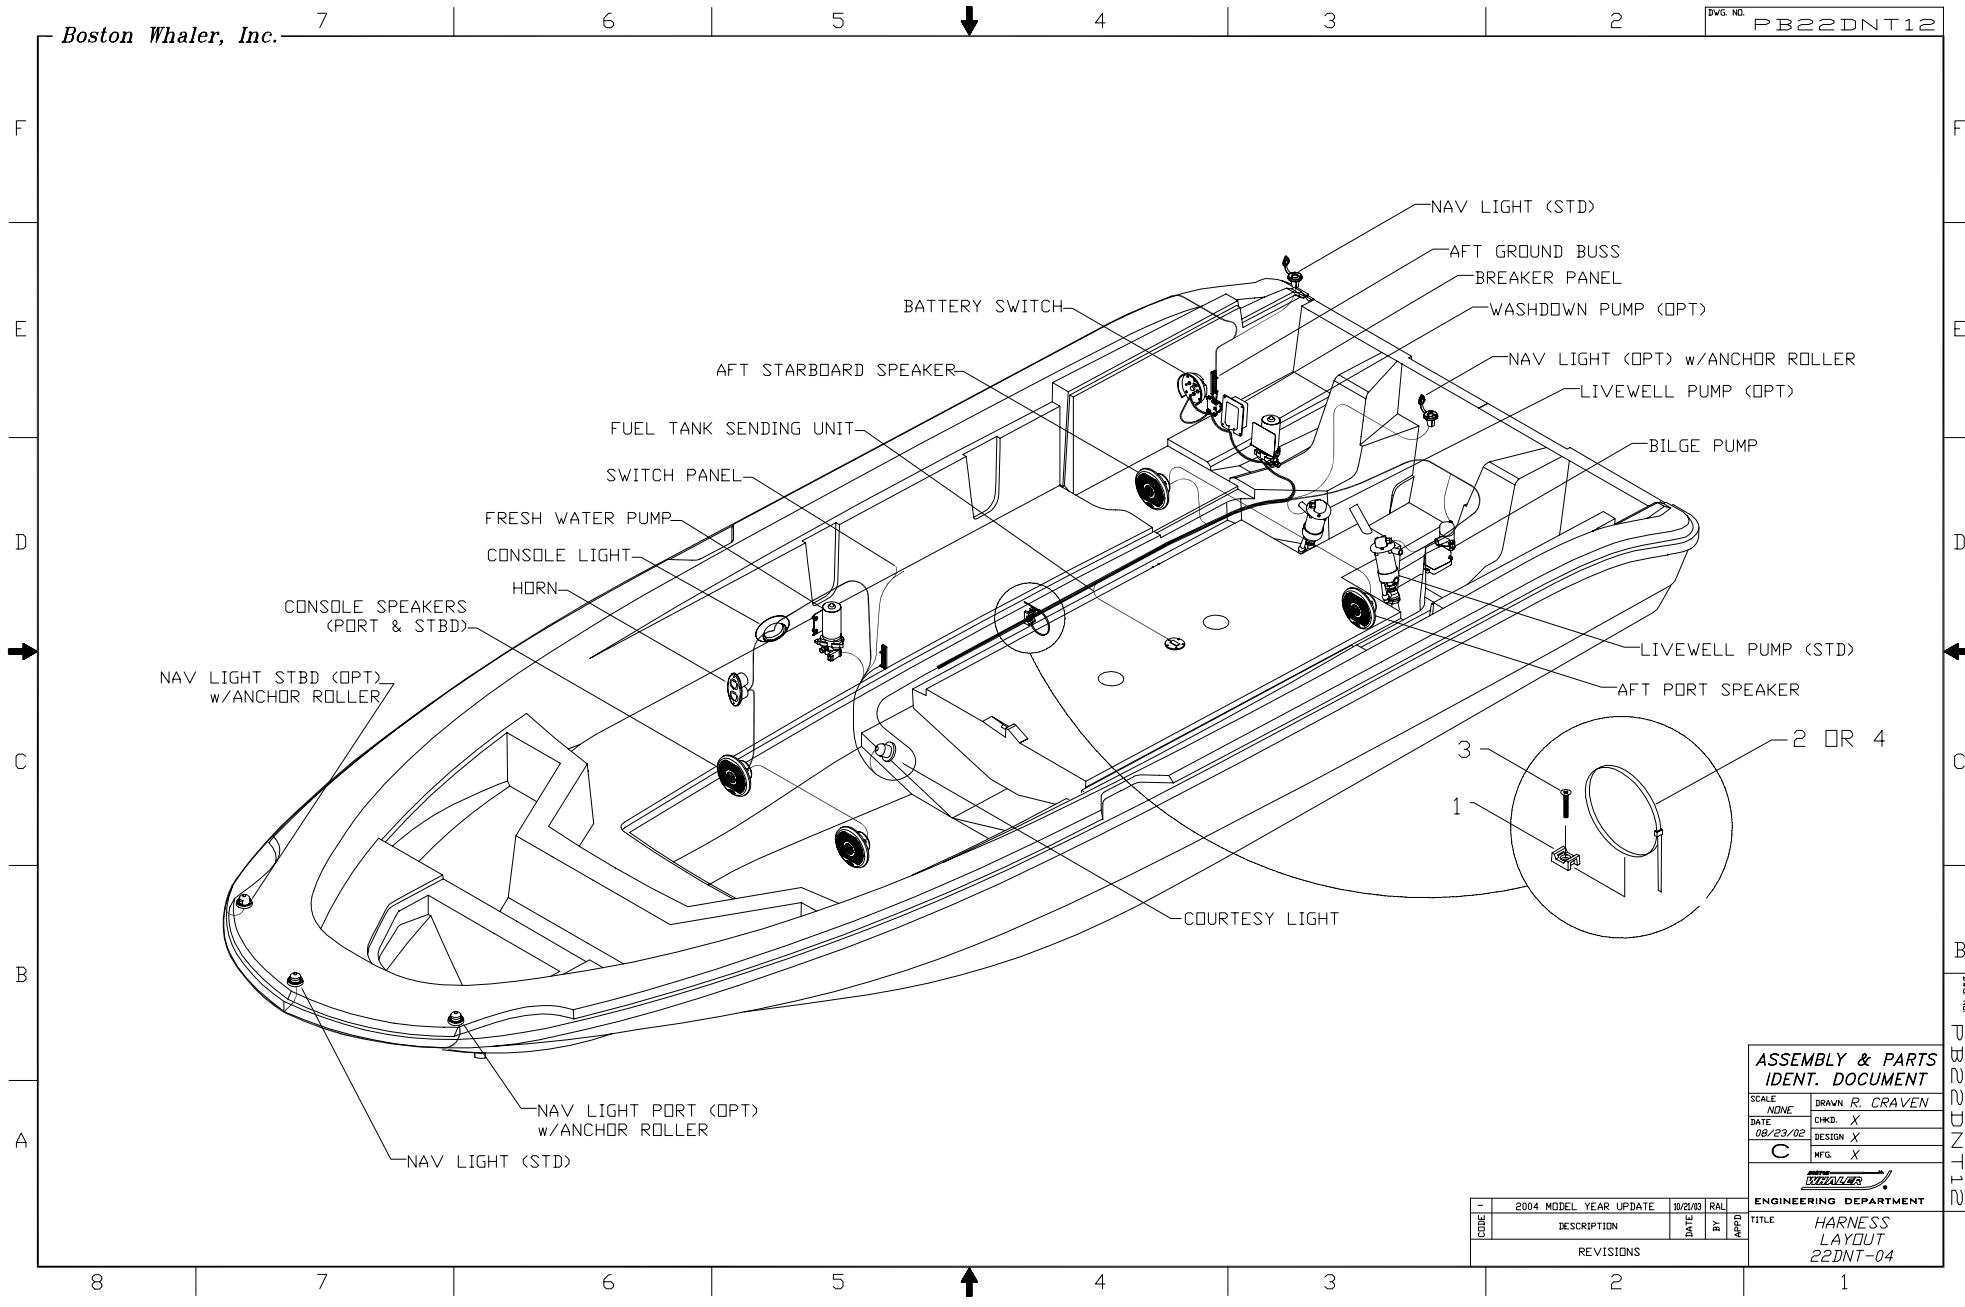 7 6 5 4 3 2
DWG. NO. PB22DNT12
Boston Whaler, Inc.
F F
NAV LIGHT (STD)
AFT GROUND BUSS
BREAKER PANEL
BATTERY SWITCH
WASHDOWN PUMP (OPT)
E E
NAV LIGHT (OPT) w/ANCHOR ROLLER
AFT STARBOARD SPEAKER
LIVEWELL PUMP (OPT)
FUEL TANK SENDING UNIT
BILGE PUMP
SWITCH PANEL
FRESH WATER PUMP
D D
CONSOLE LIGHT
HORN
CONSOLE SPEAKERS
(PORT & STBD)
LIVEWELL PUMP (STD)
NAV LIGHT STBD (OPT)
w/ANCHOR ROLLER
AFT PORT SPEAKER
2 OR 4
3
C C
1
COURTESY LIGHT
B B
NAV LIGHT PORT (OPT)
w/ANCHOR ROLLER
A
NAV LIGHT (STD)
PB22DNT12
ASSEMBLY & PARTS
IDENT. DOCUMENT
SCALE NONE
DRAWN R. CRAVEN
DATE 08/23/02
CHKD. X
DESIGN X
C
MFG. X
BOSTON
WHALER
ENGINEERING DEPARTMENT
TITLE HARNESS
LAYOUT
22DNT-04
- 2004 MODEL YEAR UPDATE 10/21/03 RAL
CODE DESCRIPTION DATE BY APPD
REVISIONS
8 7 6 5 4 3 2 1